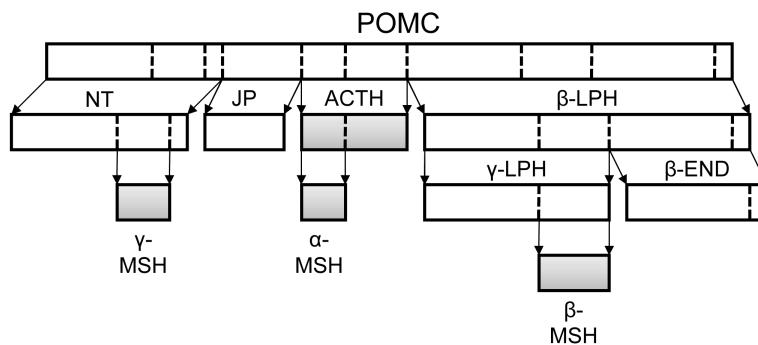 POMC
NT
JP
ACTH
β-LPH
γ-LPH
β-END
γ-
MSH
α-
MSH
β-
MSH